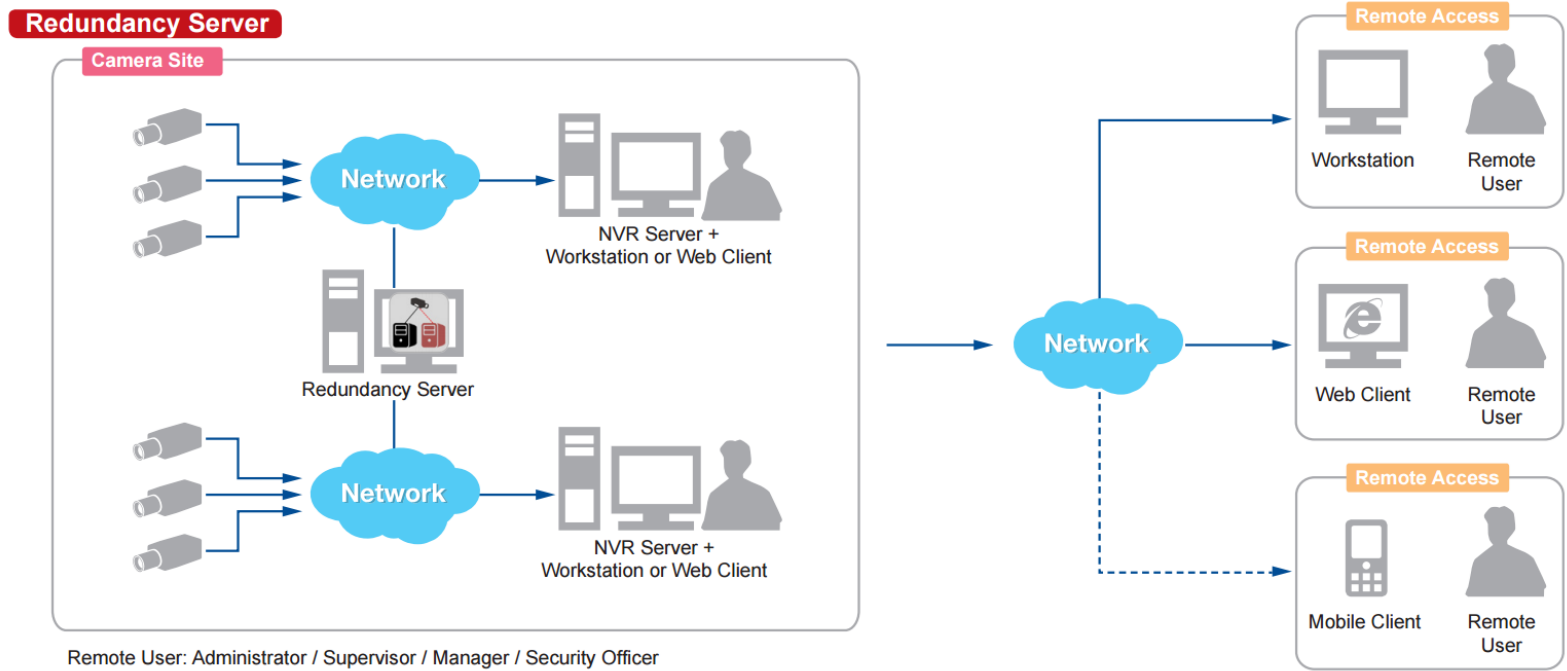 Redundancy Server
Camera Site
Network
NVR Server +
Workstation or Web Client
Redundancy Server
Network
NVR Server +
Workstation or Web Client
Remote User: Administrator / Supervisor / Manager / Security Officer
Network
Remote Access
Workstation
Remote
User
Remote Access
Web Client
Remote
User
Remote Access
Mobile Client
Remote
User